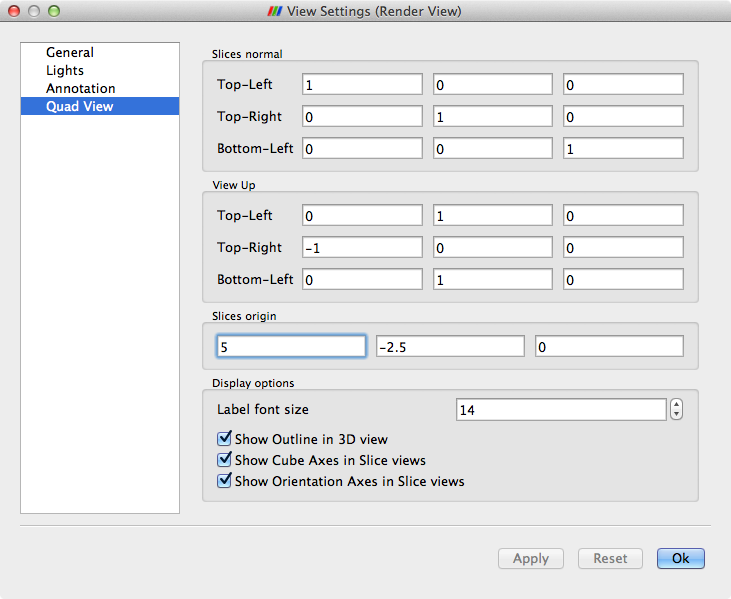 View Settings (Render View)
General
Lights
Annotation
Quad View
Slices normal
Top-Left 1 0 0
Top-Right 0 1 0
Bottom-Left 0 0 1
View Up
Top-Left 0 1 0
Top-Right -1 0 0
Bottom-Left 0 1 0
Slices origin
5 -2.5 0
Display options
Label font size 14
Show Outline in 3D view
Show Cube Axes in Slice views
Show Orientation Axes in Slice views
Apply Reset Ok